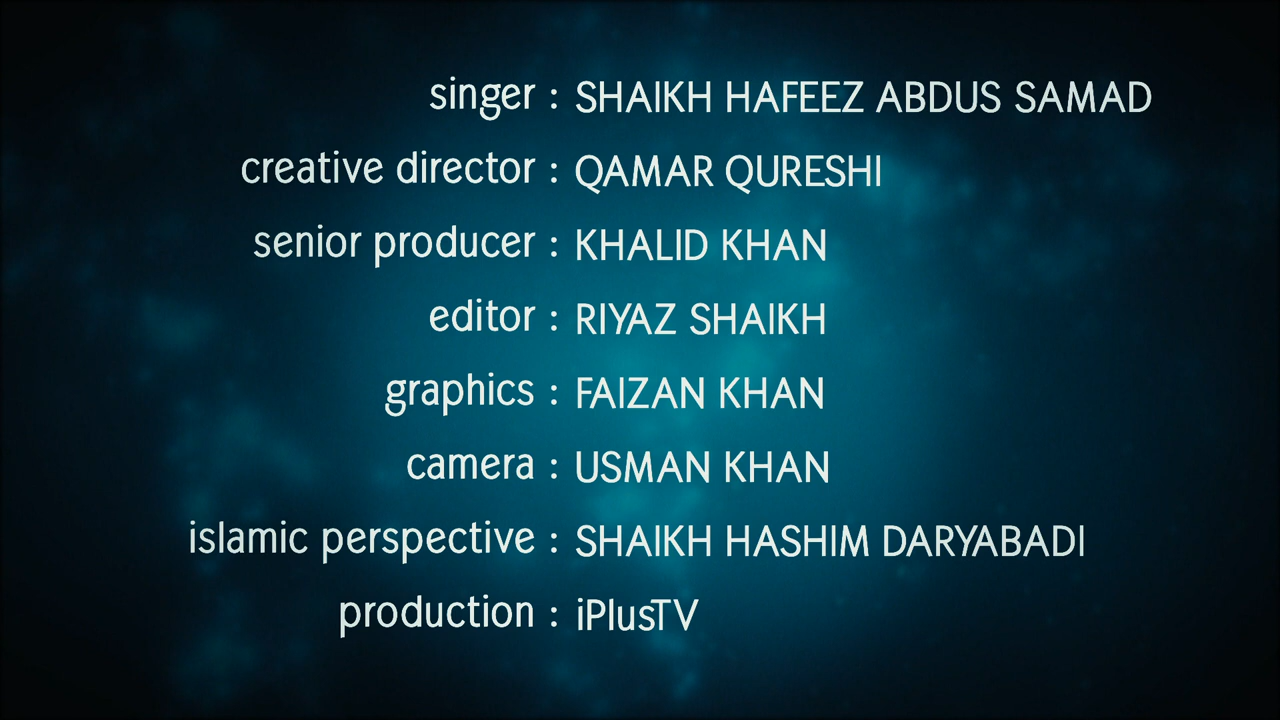 singer : SHAIKH HAFEEZ ABDUS SAMAD
creative director : QAMAR QURESHI
senior producer : KHALID KHAN
editor : RIYAZ SHAIKH
graphics : FAIZAN KHAN
camera : USMAN KHAN
islamic perspective : SHAIKH HASHIM DARYABADI
production : iPlusTV